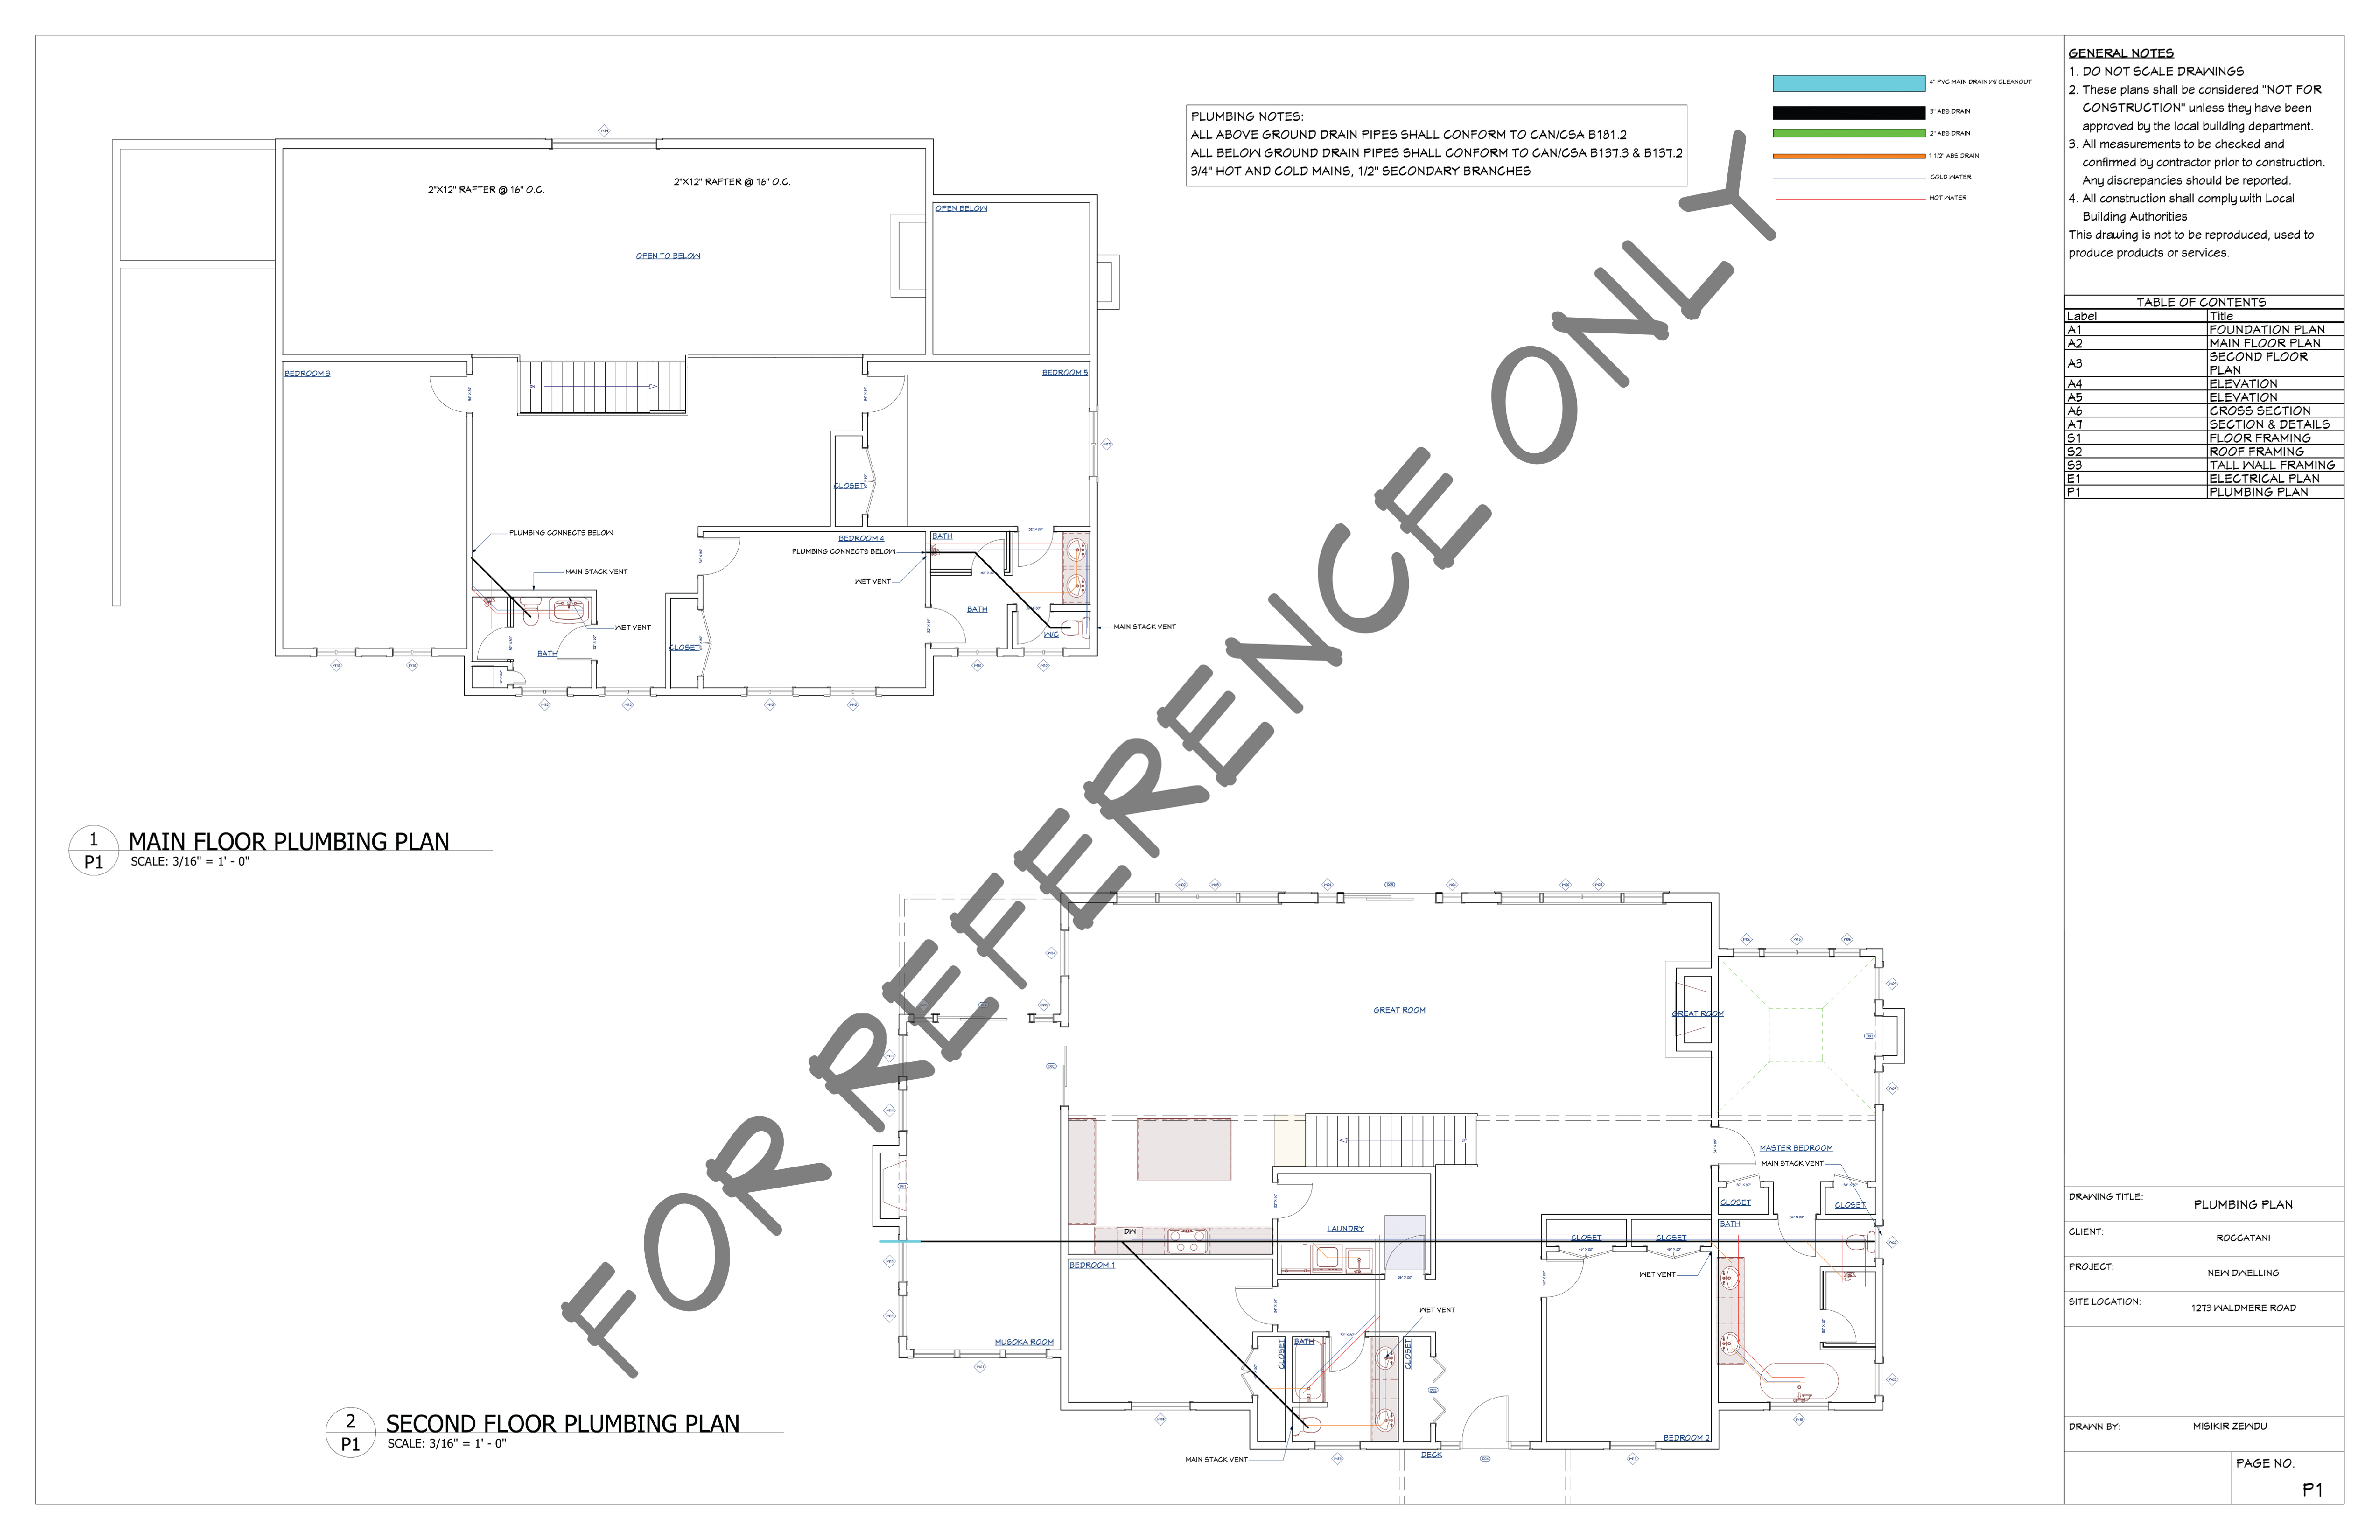 GENERAL NOTES
1. DO NOT SCALE DRAWINGS
2. These plans shall be considered "NOT FOR
CONSTRUCTION" unless they have been
approved by the local building department.
3. All measurements to be checked and
confirmed by contractor prior to construction.
Any discrepancies should be reported.
4. All construction shall comply with Local
Building Authorities
This drawing is not to be reproduced, used to
produce products or services.
TABLE OF CONTENTS
Label Title
A1 FOUNDATION PLAN
A2 MAIN FLOOR PLAN
A3 SECOND FLOOR
PLAN
A4 ELEVATION
A5 ELEVATION
A6 CROSS SECTION
A7 SECTION & DETAILS
S1 FLOOR FRAMING
S2 ROOF FRAMING
S3 TALL WALL FRAMING
E1 ELECTRICAL PLAN
P1 PLUMBING PLAN
DRAWING TITLE: PLUMBING PLAN
CLIENT: ROCCATANI
PROJECT: NEW DWELLING
SITE LOCATION: 1273 WALDMERE ROAD
DRAWN BY: MISIKIR ZEWDU
PAGE NO.
P1
4" PVC MAIN DRAIN W/ CLEANOUT
3" ABS DRAIN
2" ABS DRAIN
1 1/2" ABS DRAIN
COLD WATER
HOT WATER
PLUMBING NOTES:
ALL ABOVE GROUND DRAIN PIPES SHALL CONFORM TO CAN/CSA B181.2
ALL BELOW GROUND DRAIN PIPES SHALL CONFORM TO CAN/CSA B137.3 & B137.2
3/4" HOT AND COLD MAINS, 1/2" SECONDARY BRANCHES
FOR REFERENCE ONLY
2"X12" RAFTER @ 16" O.C.
2"X12" RAFTER @ 16" O.C.
OPEN BELOW
OPEN TO BELOW
BEDROOM 3
BEDROOM 5
CLOSET
PLUMBING CONNECTS BELOW
BEDROOM 4
BATH
PLUMBING CONNECTS BELOW
MAIN STACK VENT
WET VENT
BATH
WET VENT
MAIN STACK VENT
W/C
CLOSET
BATH
1
P1
MAIN FLOOR PLUMBING PLAN
SCALE: 3/16" = 1' - 0"
GREAT ROOM
GREAT ROOM
MASTER BEDROOM
MAIN STACK VENT
CLOSET
CLOSET
BATH
LAUNDRY
DW
CLOSET
CLOSET
BEDROOM 1
WET VENT
WET VENT
MUSOKA ROOM
CLOSET
BATH
CLOSET
BEDROOM 2
DECK
MAIN STACK VENT
2
P1
SECOND FLOOR PLUMBING PLAN
SCALE: 3/16" = 1' - 0"